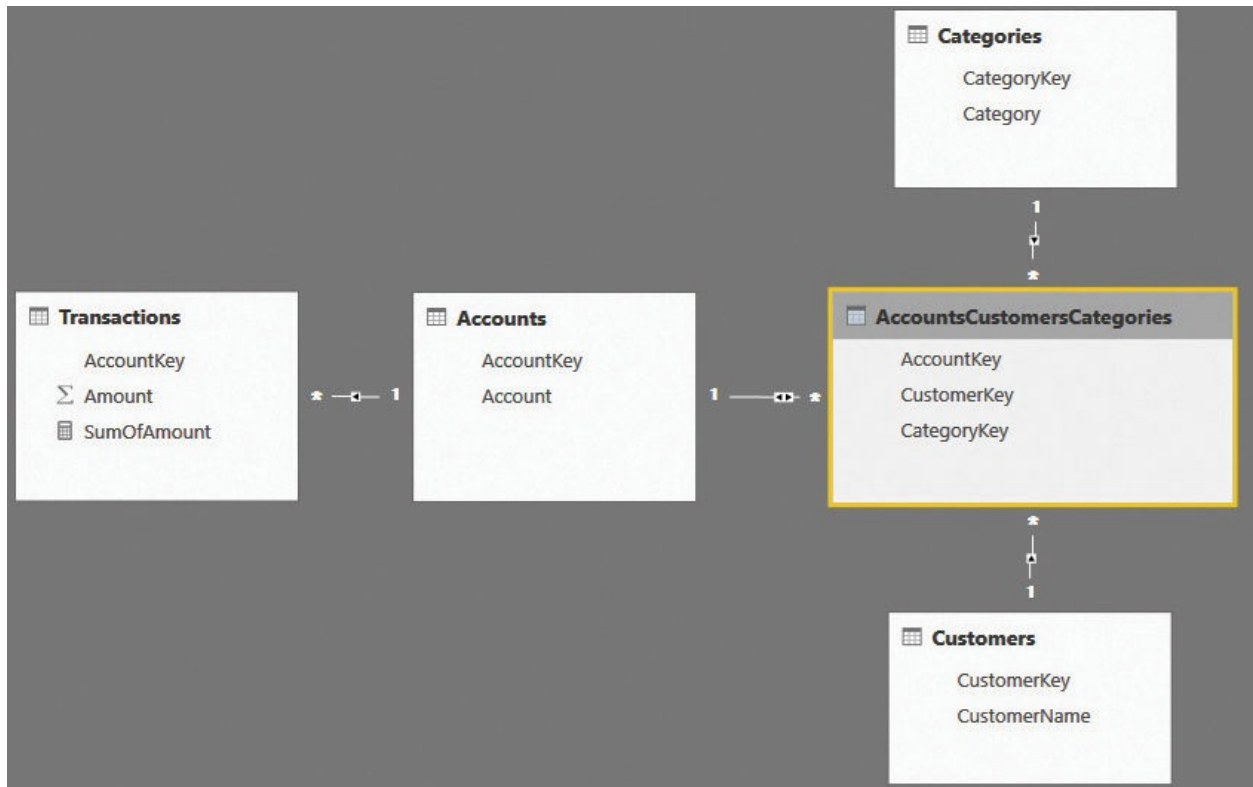 Categories
CategoryKey
Category
1
*
Transactions
AccountKey
Σ Amount
SumOfAmount
* 1
Accounts
AccountKey
Account
1 *
AccountsCustomersCategories
AccountKey
CustomerKey
CategoryKey
*
1
Customers
CustomerKey
CustomerName